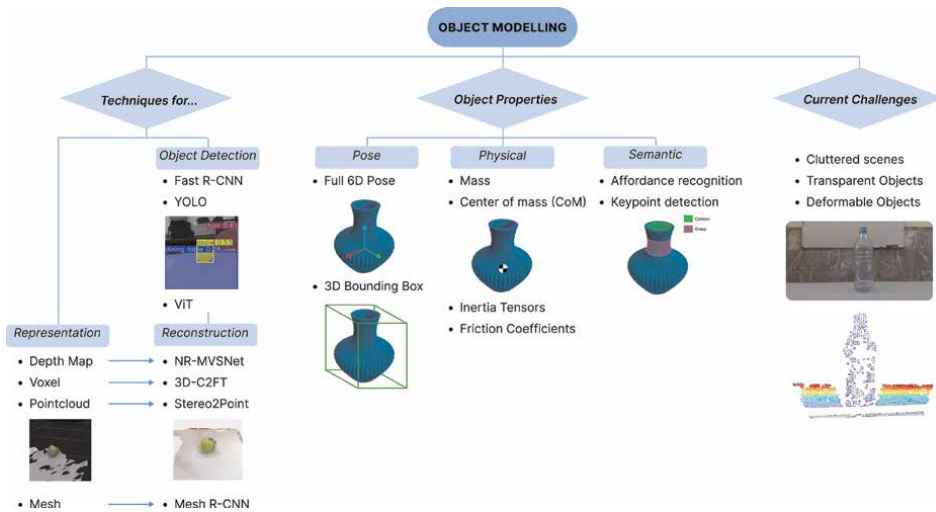 OBJECT MODELLING
Techniques for...
Object Properties
Current Challenges
Object Detection
• Fast R-CNN
• YOLO
• ViT
Representation
Reconstruction
• Depth Map
NR-MVSNet
• Voxel
3D-C2FT
• Pointcloud
Stereo2Point
• Mesh
• Mesh R-CNN
Pose
• Full 6D Pose
• 3D Bounding Box
Physical
• Mass
• Center of mass (CoM)
• Inertia Tensors
• Friction Coefficients
Semantic
• Affordance recognition
• Keypoint detection
Contain
Grasp
• Cluttered scenes
• Transparent Objects
• Deformable Objects